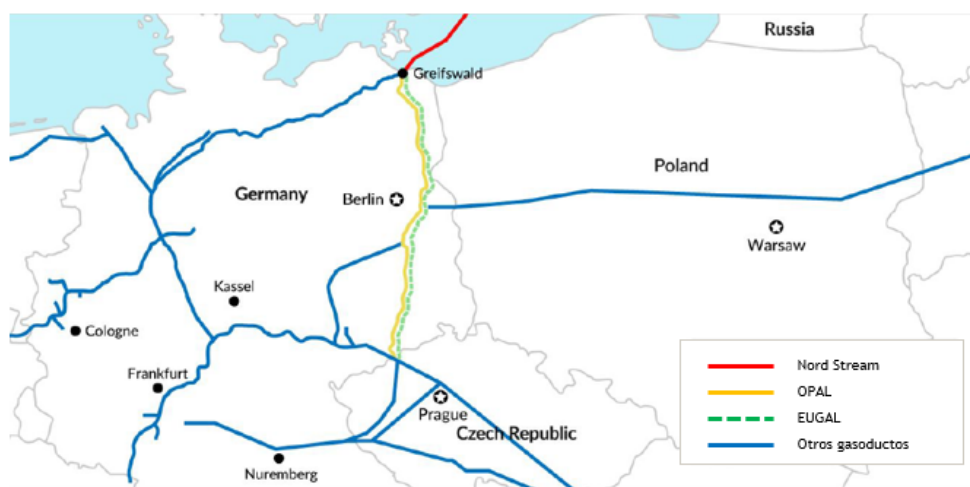 Russia
Greifswald
Poland
Germany
Berlin
Warsaw
Kassel
Cologne
Frankfurt
Prague
Czech Republic
Nuremberg
Nord Stream
OPAL
EUGAL
Otros gasoductos